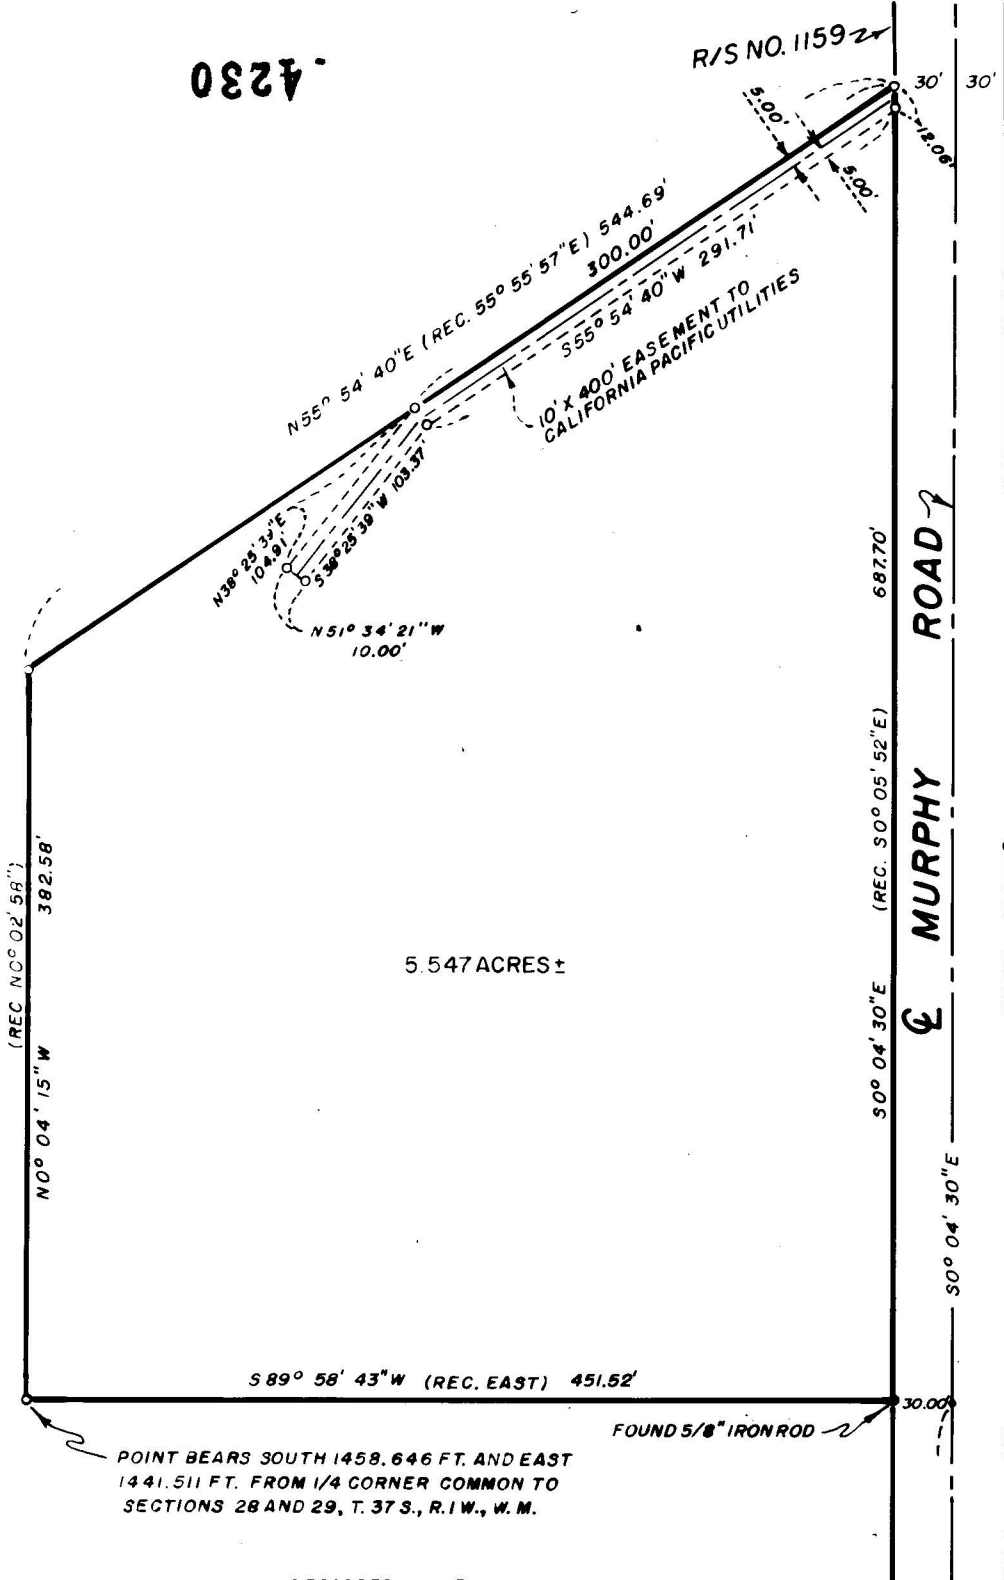 4230
R/S NO. 1159
30' 30'
5.00'
12.06'
5.00'
N55° 54' 40"E (REC. 55° 55' 57"E) 544.69'
300.00'
S55° 54' 40"W 291.71'
10' X 400' EASEMENT TO
CALIFORNIA PACIFIC UTILITIES
N38° 25' 39"E
104.91'
S38° 25' 39"W 103.37'
N51° 34' 21"W
10.00'
687.70'
(REC. S0° 05' 52"E)
S0° 04' 30"E
℄ MURPHY ROAD
S0° 04' 30"E
(REC N0° 02' 58")
382.58'
N0° 04' 15"W
5.547 ACRES±
S89° 58' 43"W (REC. EAST) 451.52'
30.00'
FOUND 5/8" IRON ROD
POINT BEARS SOUTH 1458.646 FT. AND EAST
1441.511 FT. FROM 1/4 CORNER COMMON TO
SECTIONS 28 AND 29, T. 37 S., R. 1 W., W. M.